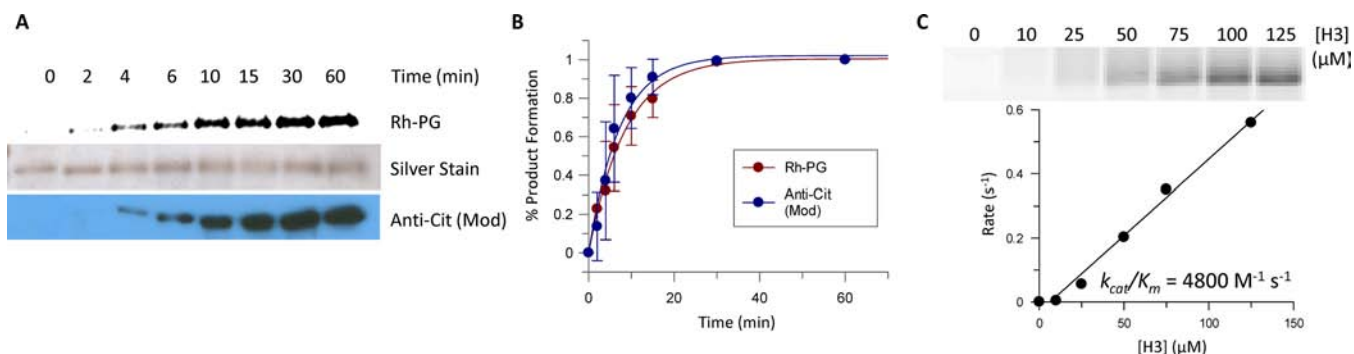 A
0 2 4 6 10 15 30 60 Time (min)
Rh-PG
Silver Stain
Anti-Cit (Mod)
B
% Product Formation
1
0.8
0.6
0.4
0.2
0
Rh-PG
Anti-Cit
(Mod)
0 20 40 60
Time (min)
C
0 10 25 50 75 100 125 [H3]
(μM)
Rate (s⁻¹)
0.6
0.4
0.2
0
kcat/Km = 4800 M⁻¹ s⁻¹
0 50 100 150
[H3] (μM)